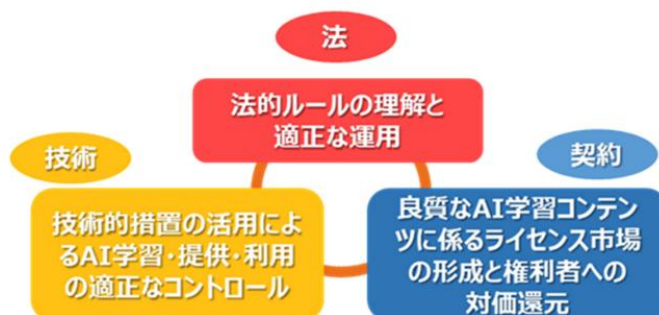 法
法的ルールの理解と
適正な運用
技術
技術的措置の活用によ
るAI学習・提供・利用
の適正なコントロール
契約
良質なAI学習コンテン
ツに係るライセンス市場
の形成と権利者への
対価還元